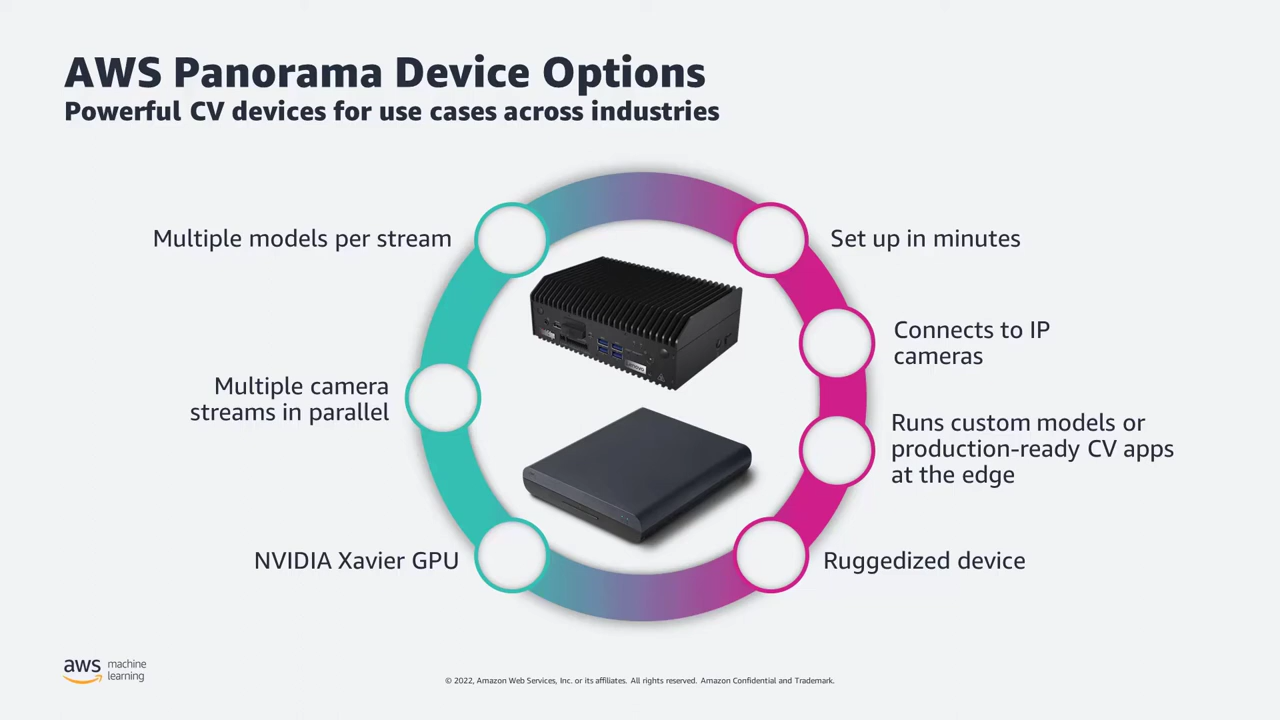 AWS Panorama Device Options
Powerful CV devices for use cases across industries
Multiple models per stream
Set up in minutes
Connects to IP
cameras
Multiple camera
streams in parallel
Runs custom models or
production-ready CV apps
at the edge
NVIDIA Xavier GPU
Ruggedized device
aws machine
learning
© 2022, Amazon Web Services, Inc. or its affiliates. All rights reserved. Amazon Confidential and Trademark.